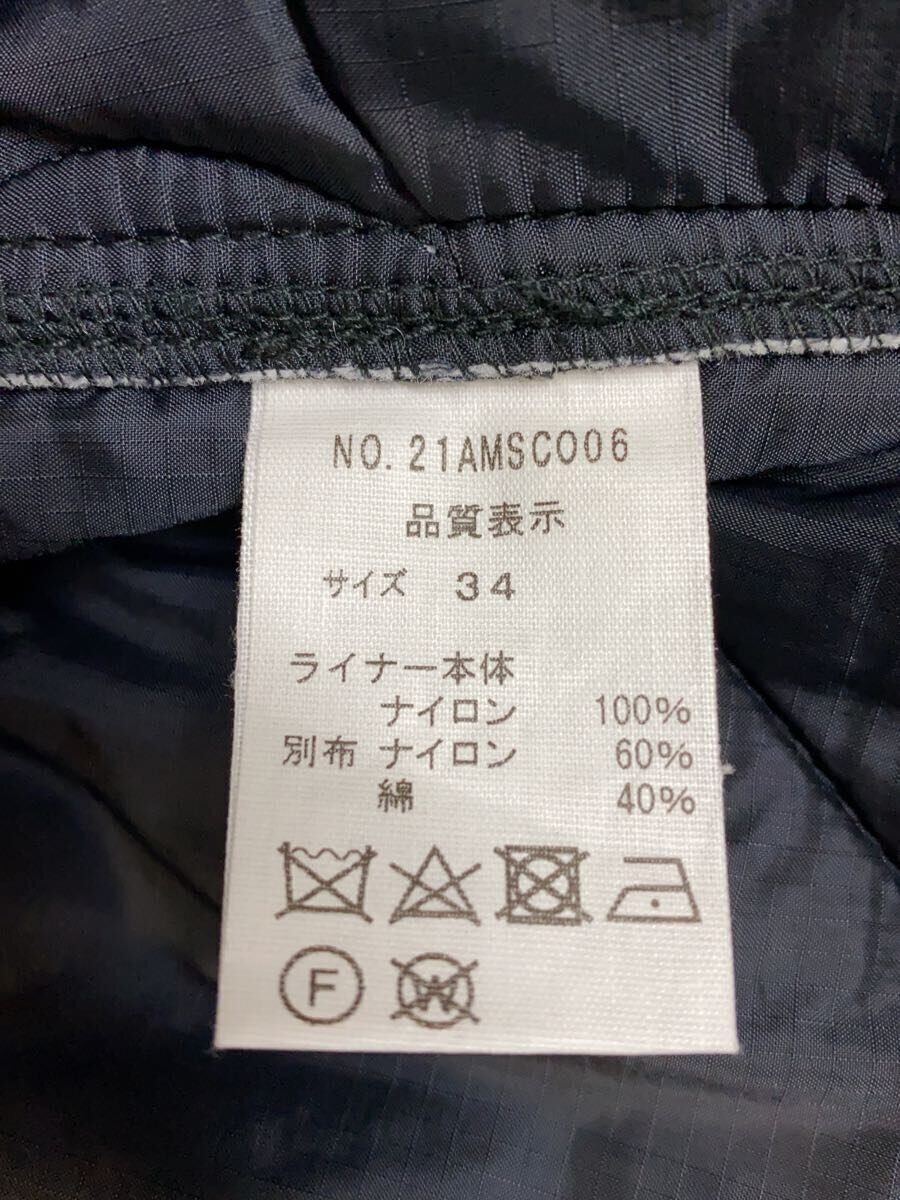 NO.21AMSCO06
品質表示
サイズ 34
ライナー本体
ナイロン 100%
別布 ナイロン 60%
綿 40%
F
W